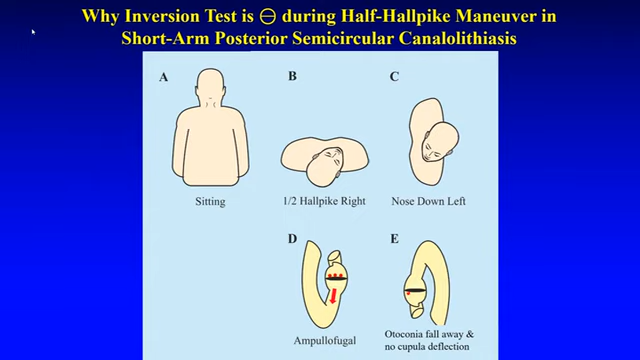 Why Inversion Test is ⊖ during Half-Hallpike Maneuver in
Short-Arm Posterior Semicircular Canalolithiasis
A
B
C
Sitting
1/2 Hallpike Right
Nose Down Left
D
E
Ampullofugal
Otoconia fall away &
no cupula deflection